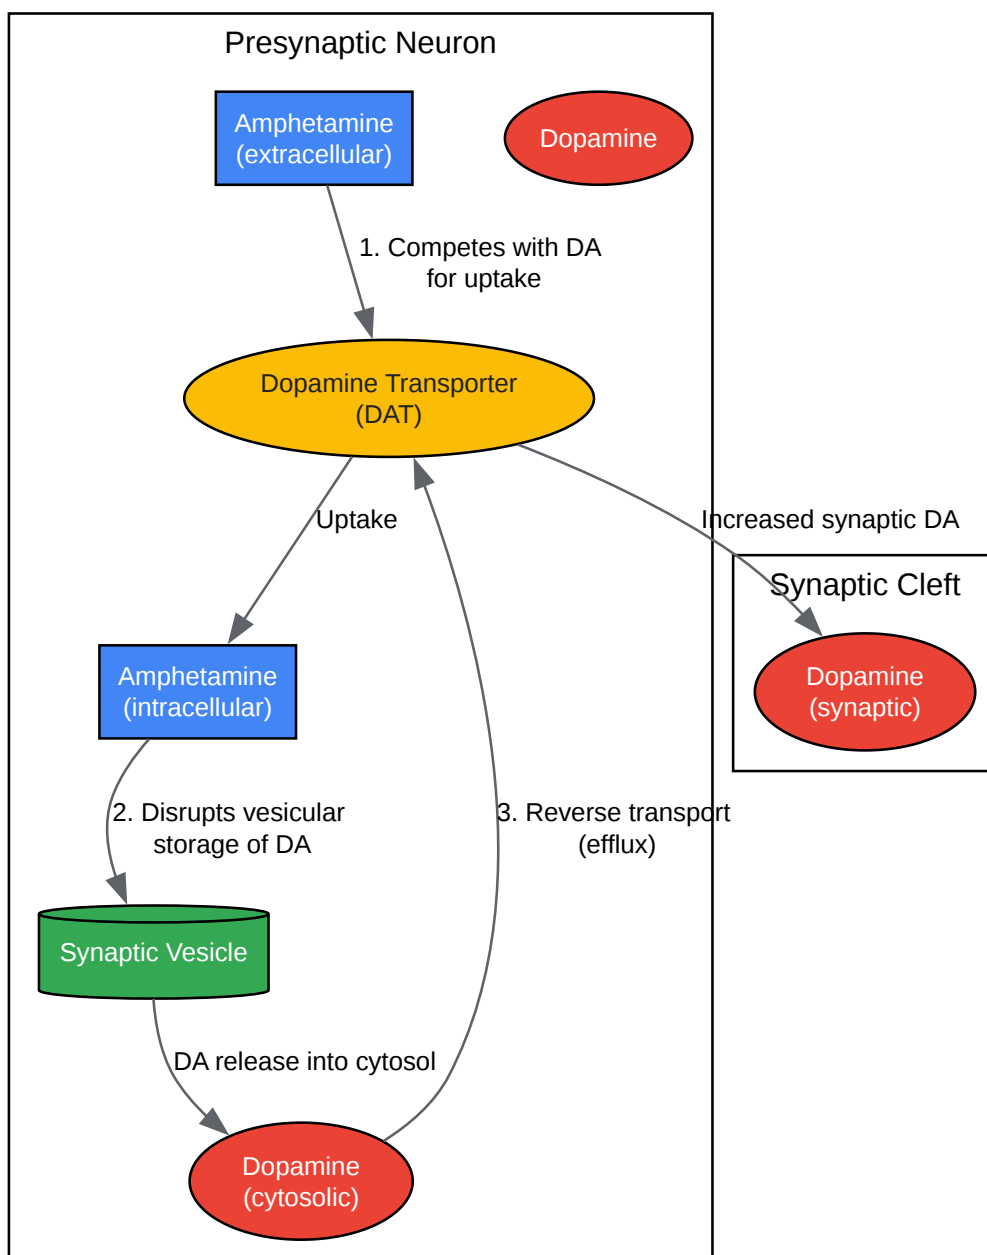 Presynaptic Neuron
Amphetamine
(extracellular)
Dopamine
1. Competes with DA
for uptake
Dopamine Transporter
(DAT)
Uptake
Increased synaptic DA
Synaptic Cleft
Amphetamine
(intracellular)
Dopamine
(synaptic)
2. Disrupts vesicular
storage of DA
3. Reverse transport
(efflux)
Synaptic Vesicle
DA release into cytosol
Dopamine
(cytosolic)